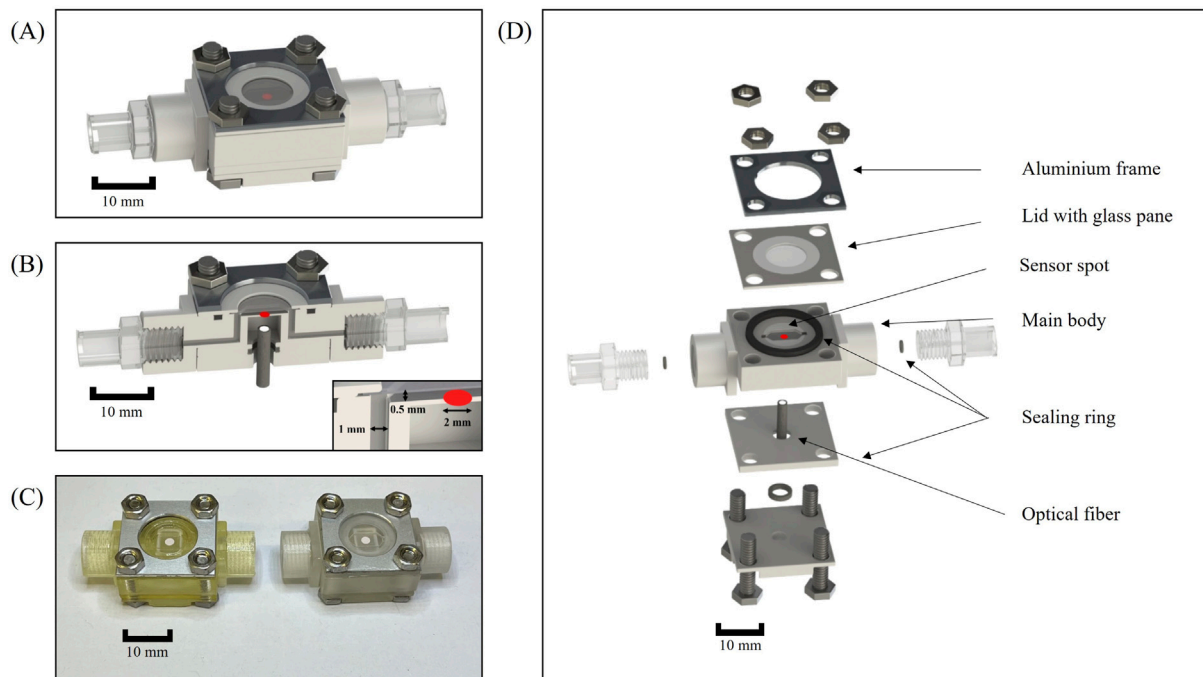 (A)
10 mm
(B)
10 mm
0.5 mm
1 mm
2 mm
(C)
10 mm
(D)
Aluminium frame
Lid with glass pane
Sensor spot
Main body
Sealing ring
Optical fiber
10 mm